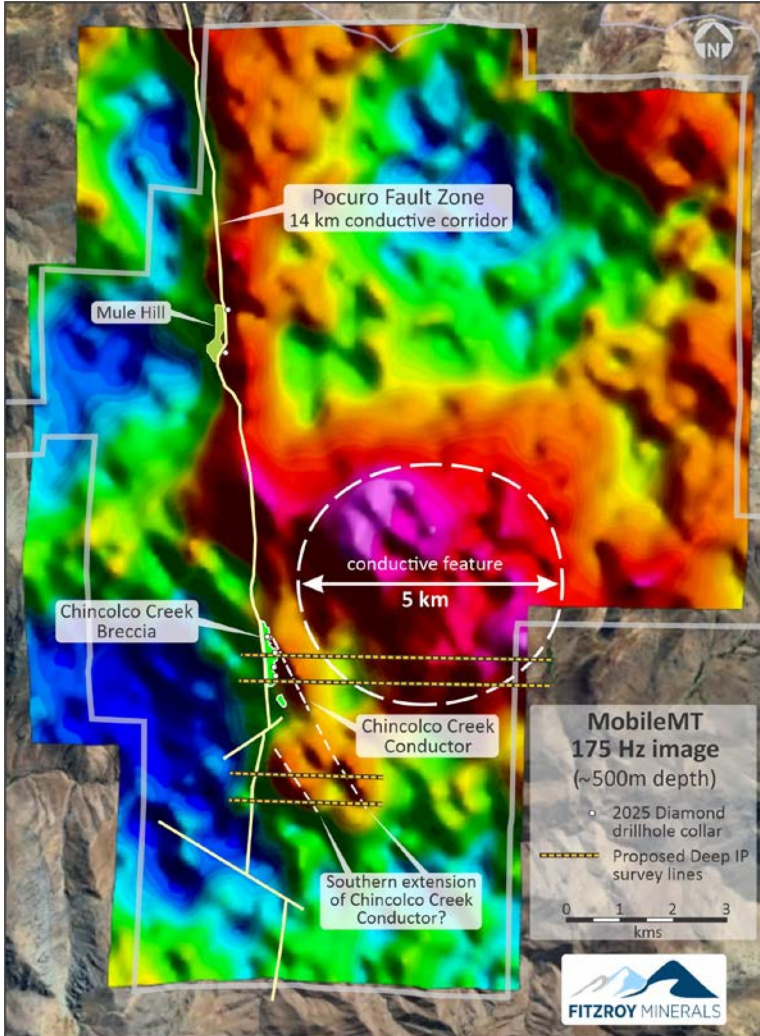 N
Pocuro Fault Zone
14 km conductive corridor
Mule Hill
conductive feature
5 km
Chincolco Creek
Breccia
Chincolco Creek
Conductor
Southern extension
of Chincolco Creek
Conductor?
MobileMT
175 Hz image
(~500m depth)
2025 Diamond
drillhole collar
Proposed Deep IP
survey lines
0 1 2 3
kms
FITZROY MINERALS